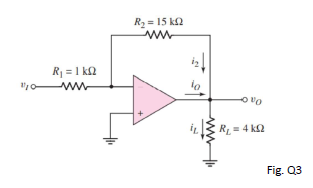 R₂ = 15 kΩ
i₂
R₁ = 1 kΩ
v_I
i_O
v_O
+
i_L
R_L = 4 kΩ
Fig. Q3